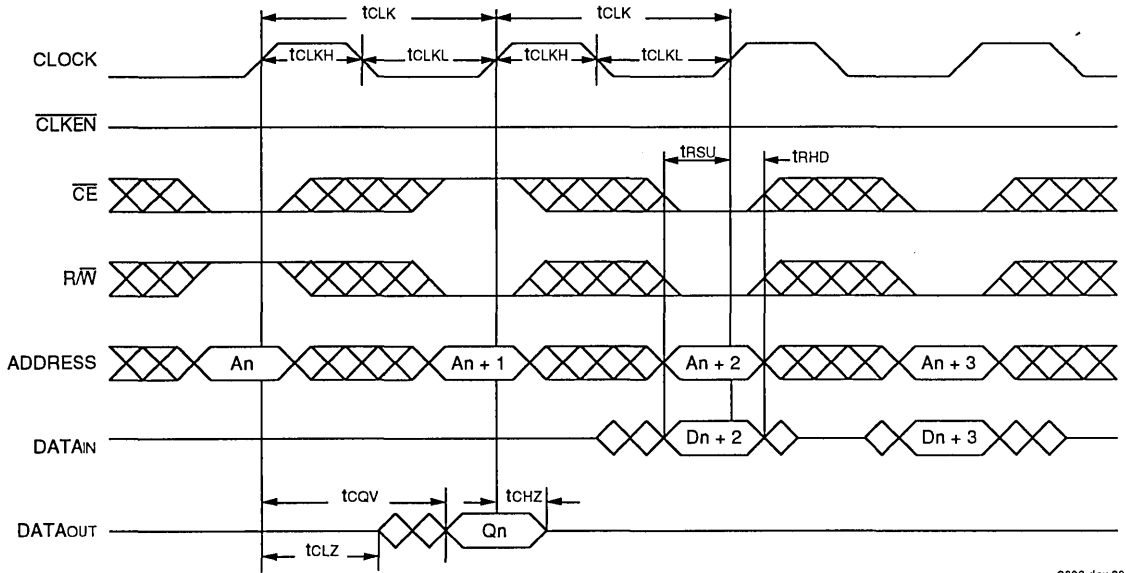 tCLK tCLK
CLOCK tCLKH tCLKL tCLKH tCLKL
CLKEN
tRSU tRHD
CE
R/W
ADDRESS An An + 1 An + 2 An + 3
DATAIN Dn + 2 Dn + 3
tCQV tCHZ
DATAOUT Qn
tCLZ